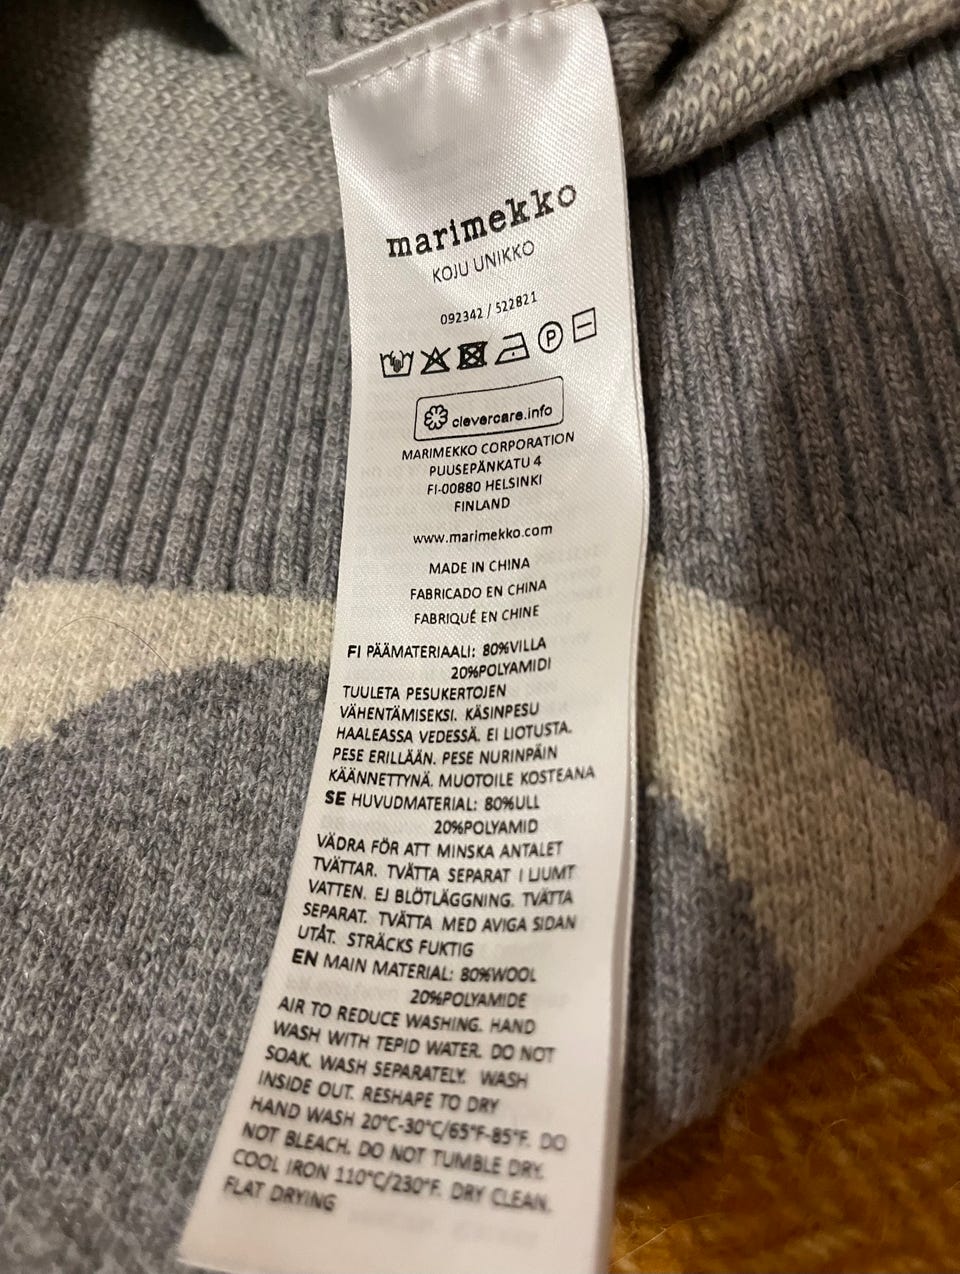 marimekko
KOJU UNIKKO
092342 / 522821
P
clevercare.info
MARIMEKKO CORPORATION
PUUSEPÄNKATU 4
FI-00880 HELSINKI
FINLAND
www.marimekko.com
MADE IN CHINA
FABRICADO EN CHINA
FABRIQUÉ EN CHINE
FI PÄÄMATERIAALI: 80%VILLA
20%POLYAMIDI
TUULETA PESUKERTOJEN
VÄHENTÄMISEKSI. KÄSINPESU
HAALEASSA VEDESSÄ. EI LIOTUSTA.
PESE ERILLÄÄN. PESE NURINPÄIN
KÄÄNNETTYNÄ. MUOTOILE KOSTEANA
SE HUVUDMATERIAL: 80%ULL
20%POLYAMID
VÄDRA FÖR ATT MINSKA ANTALET
TVÄTTAR. TVÄTTA SEPARAT I LJUMT
VATTEN. EJ BLÖTLÄGGNING. TVÄTTA
SEPARAT. TVÄTTA MED AVIGA SIDAN
UTÅT. STRÄCKS FUKTIG
EN MAIN MATERIAL: 80%WOOL
20%POLYAMIDE
AIR TO REDUCE WASHING. HAND
WASH WITH TEPID WATER. DO NOT
SOAK. WASH SEPARATELY. WASH
INSIDE OUT. RESHAPE TO DRY
HAND WASH 20°C-30°C/65°F-85°F. DO
NOT BLEACH. DO NOT TUMBLE DRY.
COOL IRON 110°C/230°F. DRY CLEAN.
FLAT DRYING